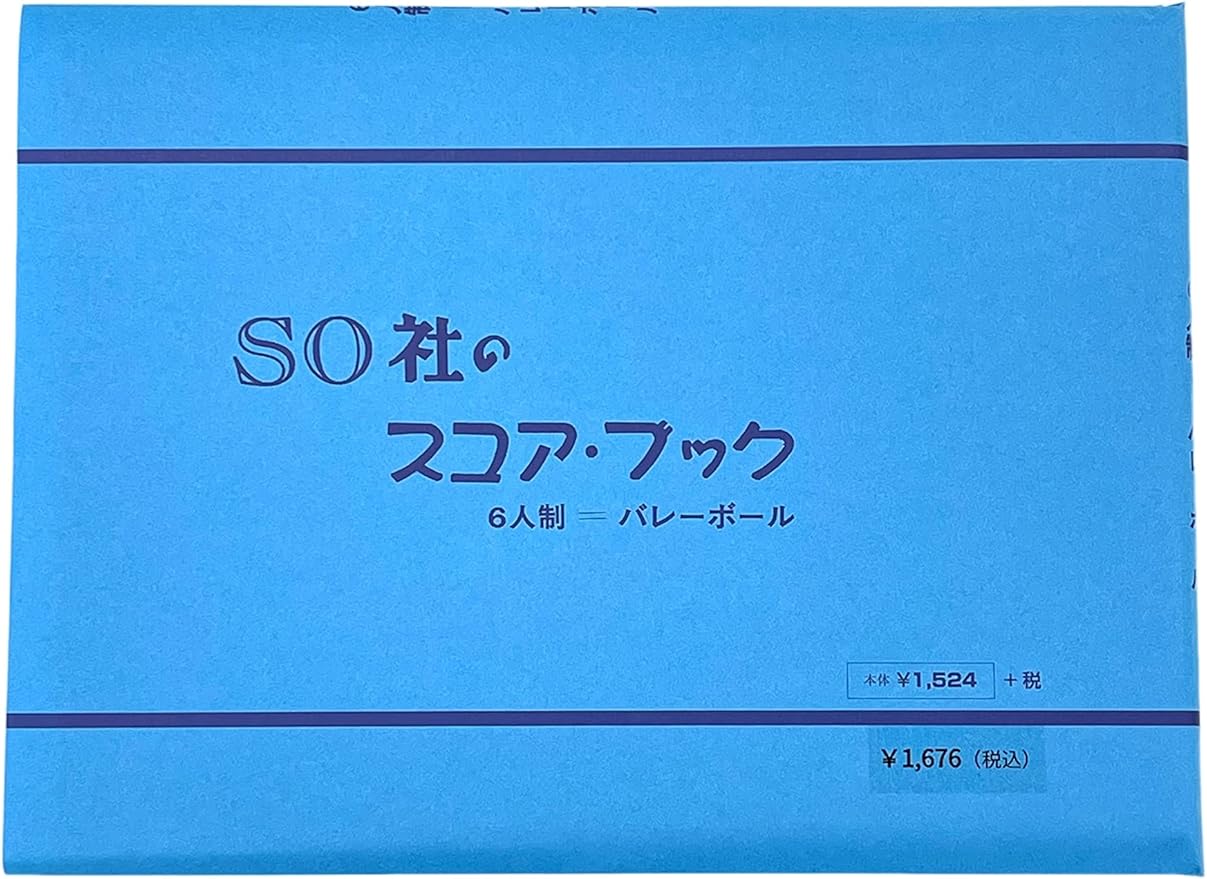 SO社の
スコア・ブック
6人制＝バレーボール
本体 ¥1,524 +税
¥1,676（税込）